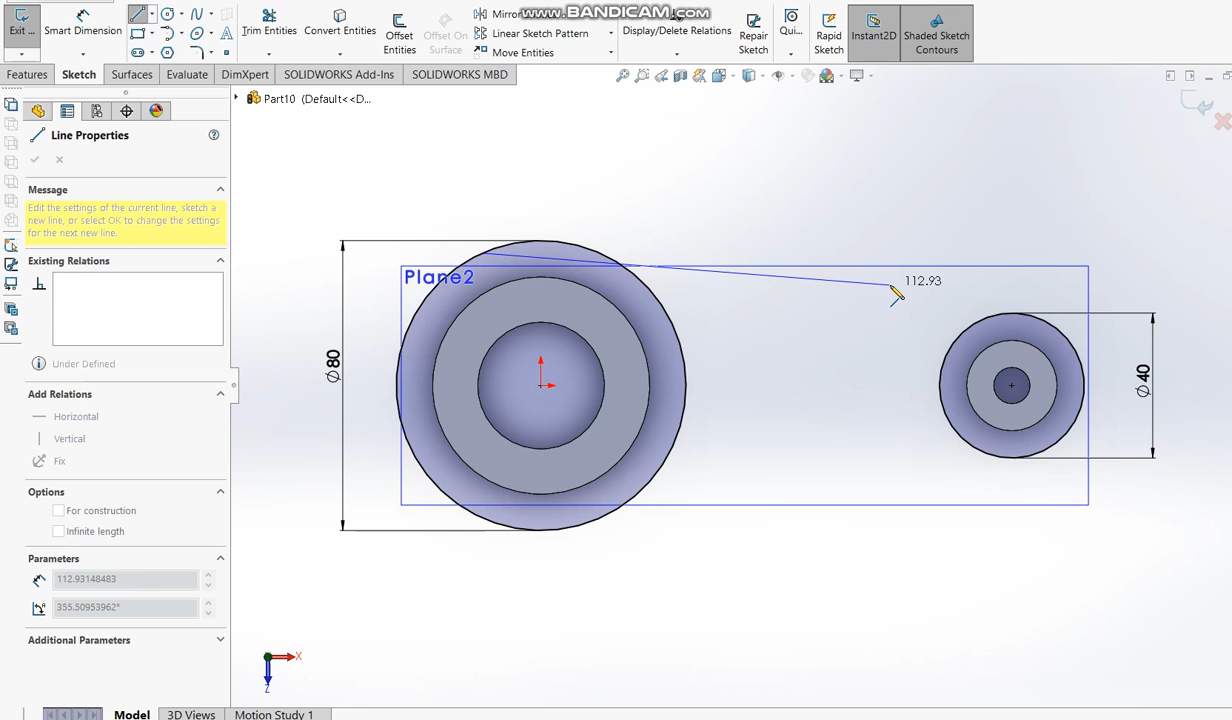 www.BANDICAM.com
Exit ...
Smart Dimension
Trim Entities
Convert Entities
Offset Entities
Offset On Surface
Mirror
Linear Sketch Pattern
Move Entities
Display/Delete Relations
Repair Sketch
Qui...
Rapid Sketch
Instant2D
Shaded Sketch Contours
Features
Sketch
Surfaces
Evaluate
DimXpert
SOLIDWORKS Add-Ins
SOLIDWORKS MBD
Part10 (Default<<D...
Line Properties
Message
Edit the settings of the current line, sketch a
new line, or select OK to change the settings
for the next new line.
Existing Relations
Under Defined
Add Relations
Horizontal
Vertical
Fix
Options
For construction
Infinite length
Parameters
112.93148483
355.50953962°
Additional Parameters
Plane2
112.93
∅80
∅40
X
Z
Model
3D Views
Motion Study 1